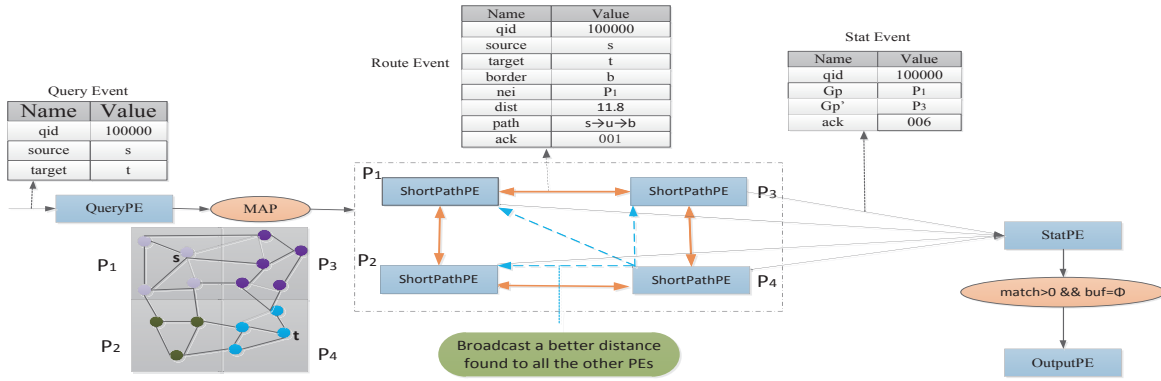 Query Event
Name Value
qid 100000
source s
target t
Route Event
Name Value
qid 100000
source s
target t
border b
nei P1
dist 11.8
path s→u→b
ack 001
Stat Event
Name Value
qid 100000
Gp P1
Gp' P3
ack 006
QueryPE
MAP
P1
ShortPathPE
ShortPathPE
P3
P2
ShortPathPE
ShortPathPE
P4
StatPE
match>0 && buf=Φ
OutputPE
P1
s
P3
P2
t
P4
Broadcast a better distance
found to all the other PEs